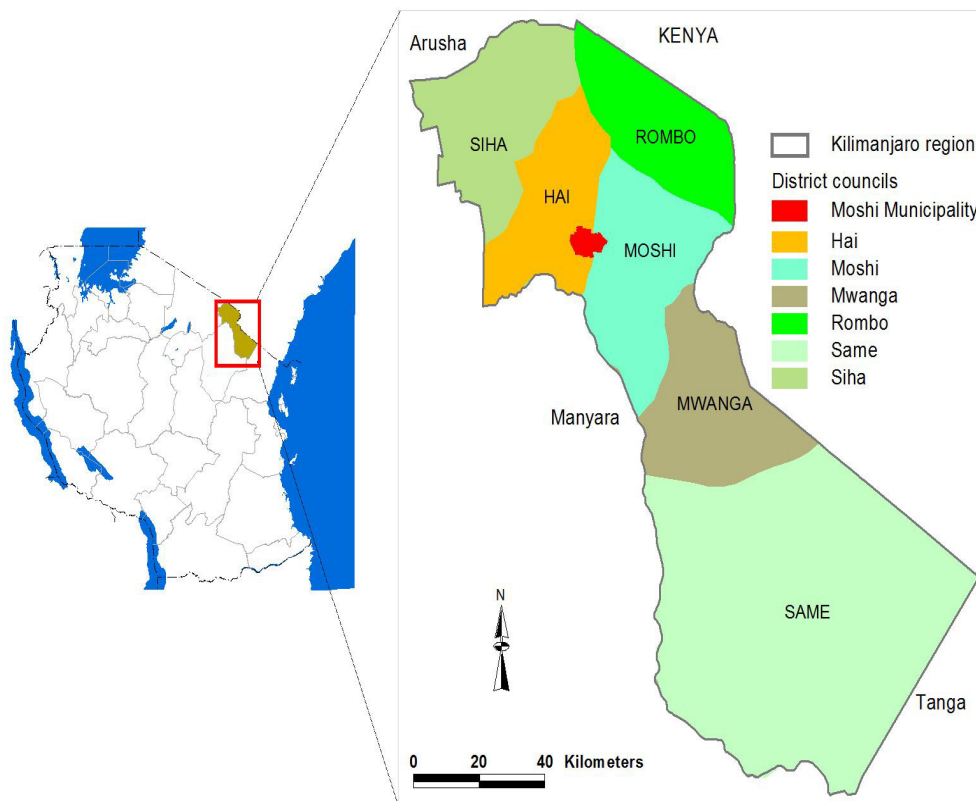 Arusha
KENYA
SIHA
ROMBO
HAI
MOSHI
Manyara
MWANGA
SAME
Tanga
Kilimanjaro region
District councils
Moshi Municipality
Hai
Moshi
Mwanga
Rombo
Same
Siha
N
0 20 40 Kilometers